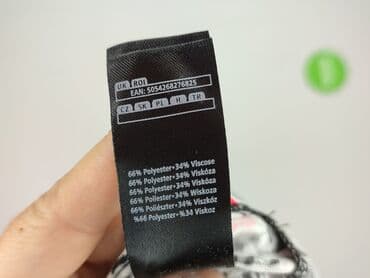 UK ROI
EAN: 5054268276825
CZ SK PL H TR
66% Polyester•34% Viscose
66% Polyester•34% Viskóza
66% Polyester•34% Viskóza
66% Poliester•34% Wiskoza
66% Poliészter•34% Viszkóz
%66 Polyester•%34 Viskoz